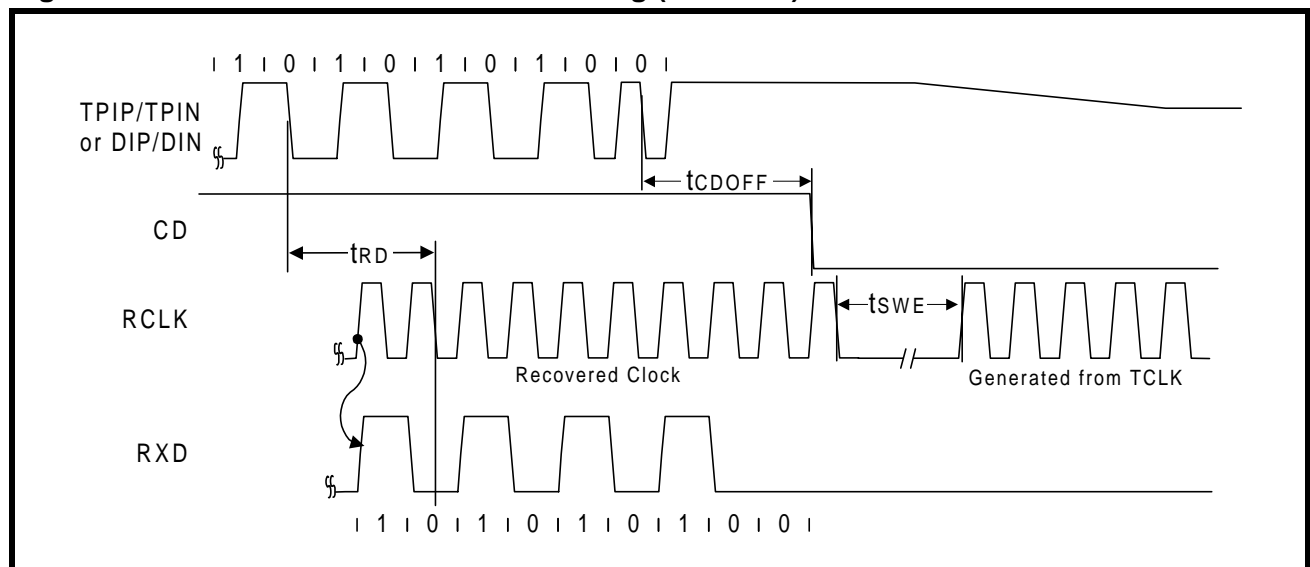 1 0 1 0 1 0 1 0 0
TPIP/TPIN
or DIP/DIN
tCDOFF
CD
tRD
RCLK
tSWE
Recovered Clock
Generated from TCLK
RXD
1 0 1 0 1 0 1 0 0